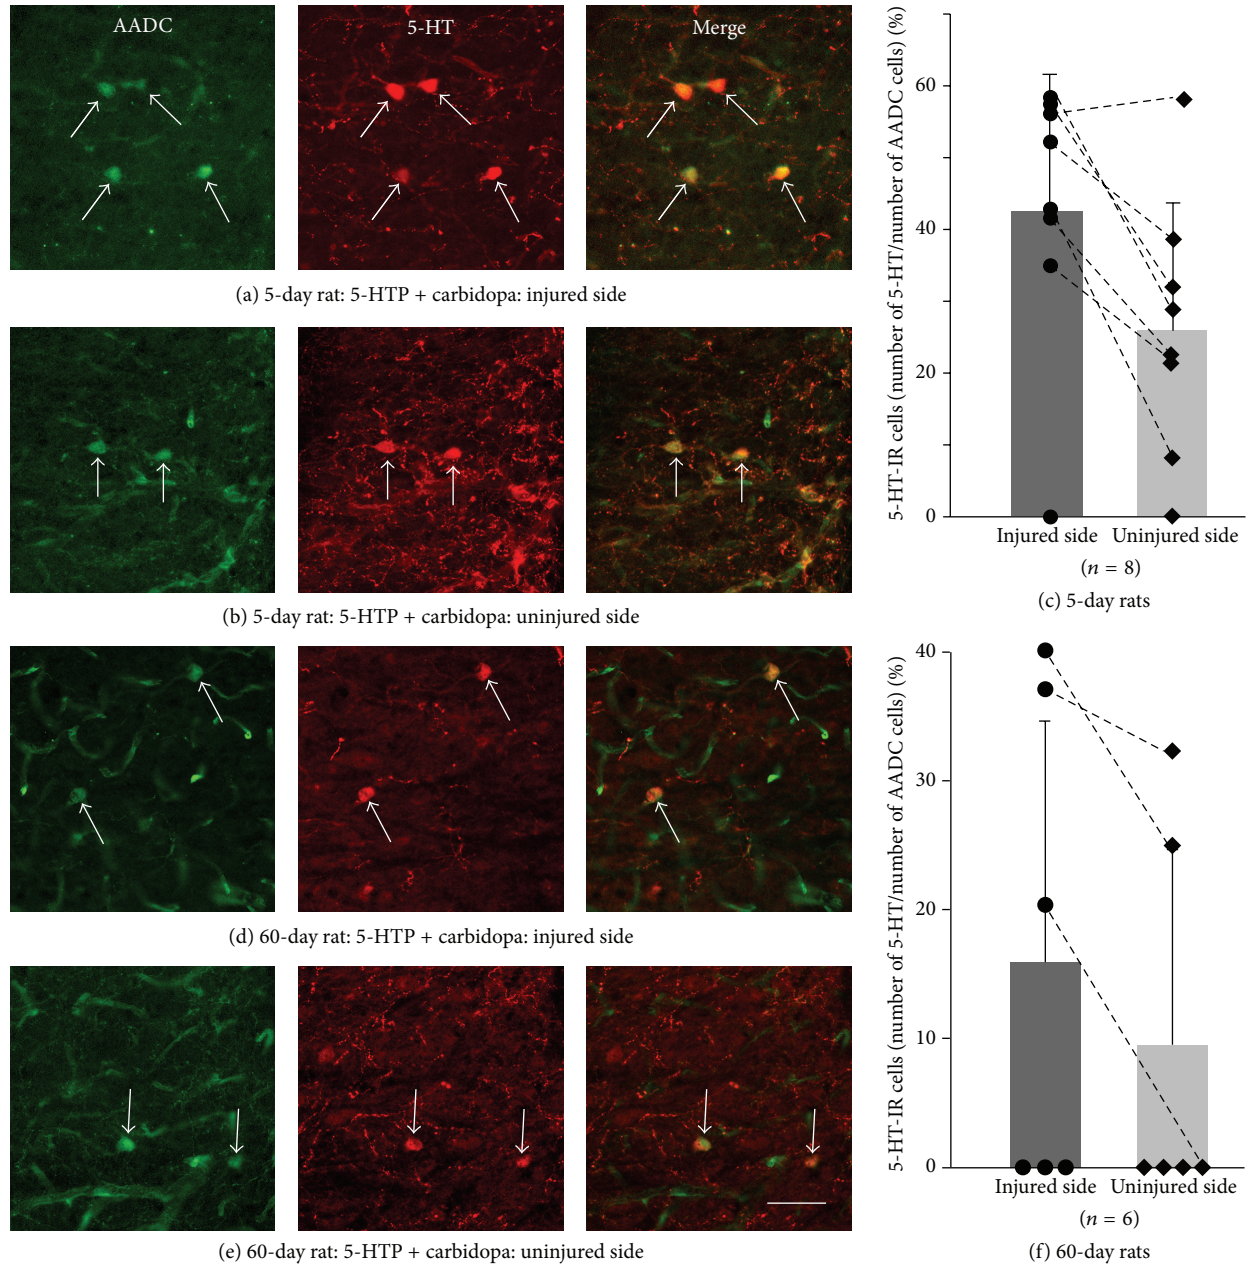 AADC
5-HT
Merge
(a) 5-day rat: 5-HTP + carbidopa: injured side
(b) 5-day rat: 5-HTP + carbidopa: uninjured side
5-HT-IR cells (number of 5-HT/number of AADC cells) (%)
60
40
20
0
Injured side
Uninjured side
(n = 8)
(c) 5-day rats
(d) 60-day rat: 5-HTP + carbidopa: injured side
(e) 60-day rat: 5-HTP + carbidopa: uninjured side
5-HT-IR cells (number of 5-HT/number of AADC cells) (%)
40
30
20
10
0
Injured side
Uninjured side
(n = 6)
(f) 60-day rats